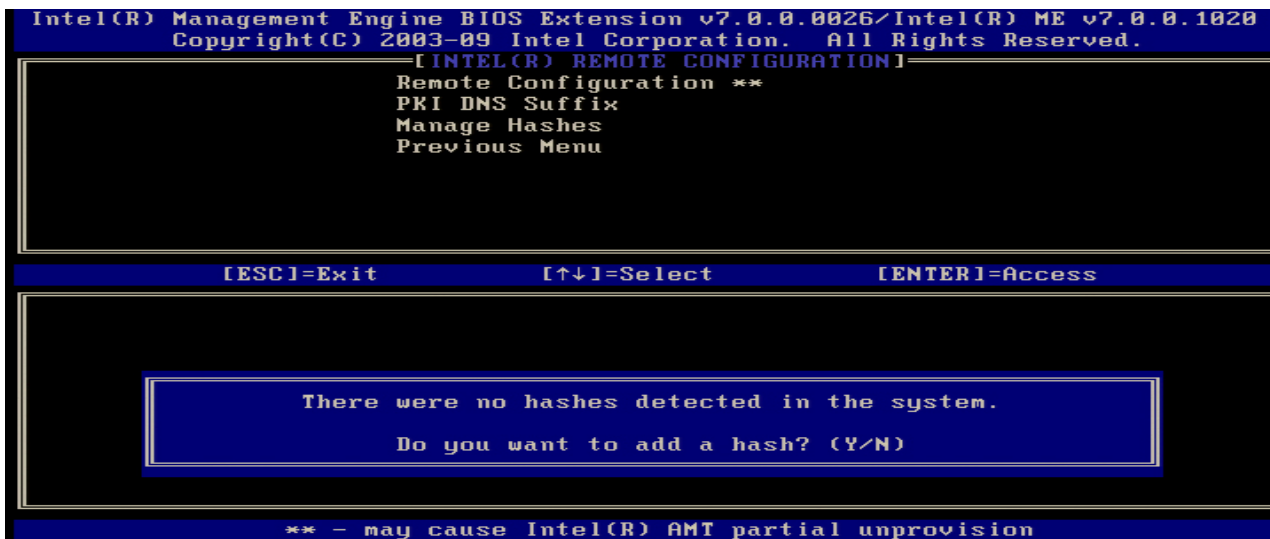 Intel(R) Management Engine BIOS Extension v7.0.0.0026/Intel(R) ME v7.0.0.1020
Copyright(C) 2003-09 Intel Corporation. All Rights Reserved.
[INTEL(R) REMOTE CONFIGURATION]
Remote Configuration **
PKI DNS Suffix
Manage Hashes
Previous Menu
[ESC]=Exit [↑↓]=Select [ENTER]=Access
There were no hashes detected in the system.
Do you want to add a hash? (Y/N)
** - may cause Intel(R) AMT partial unprovision